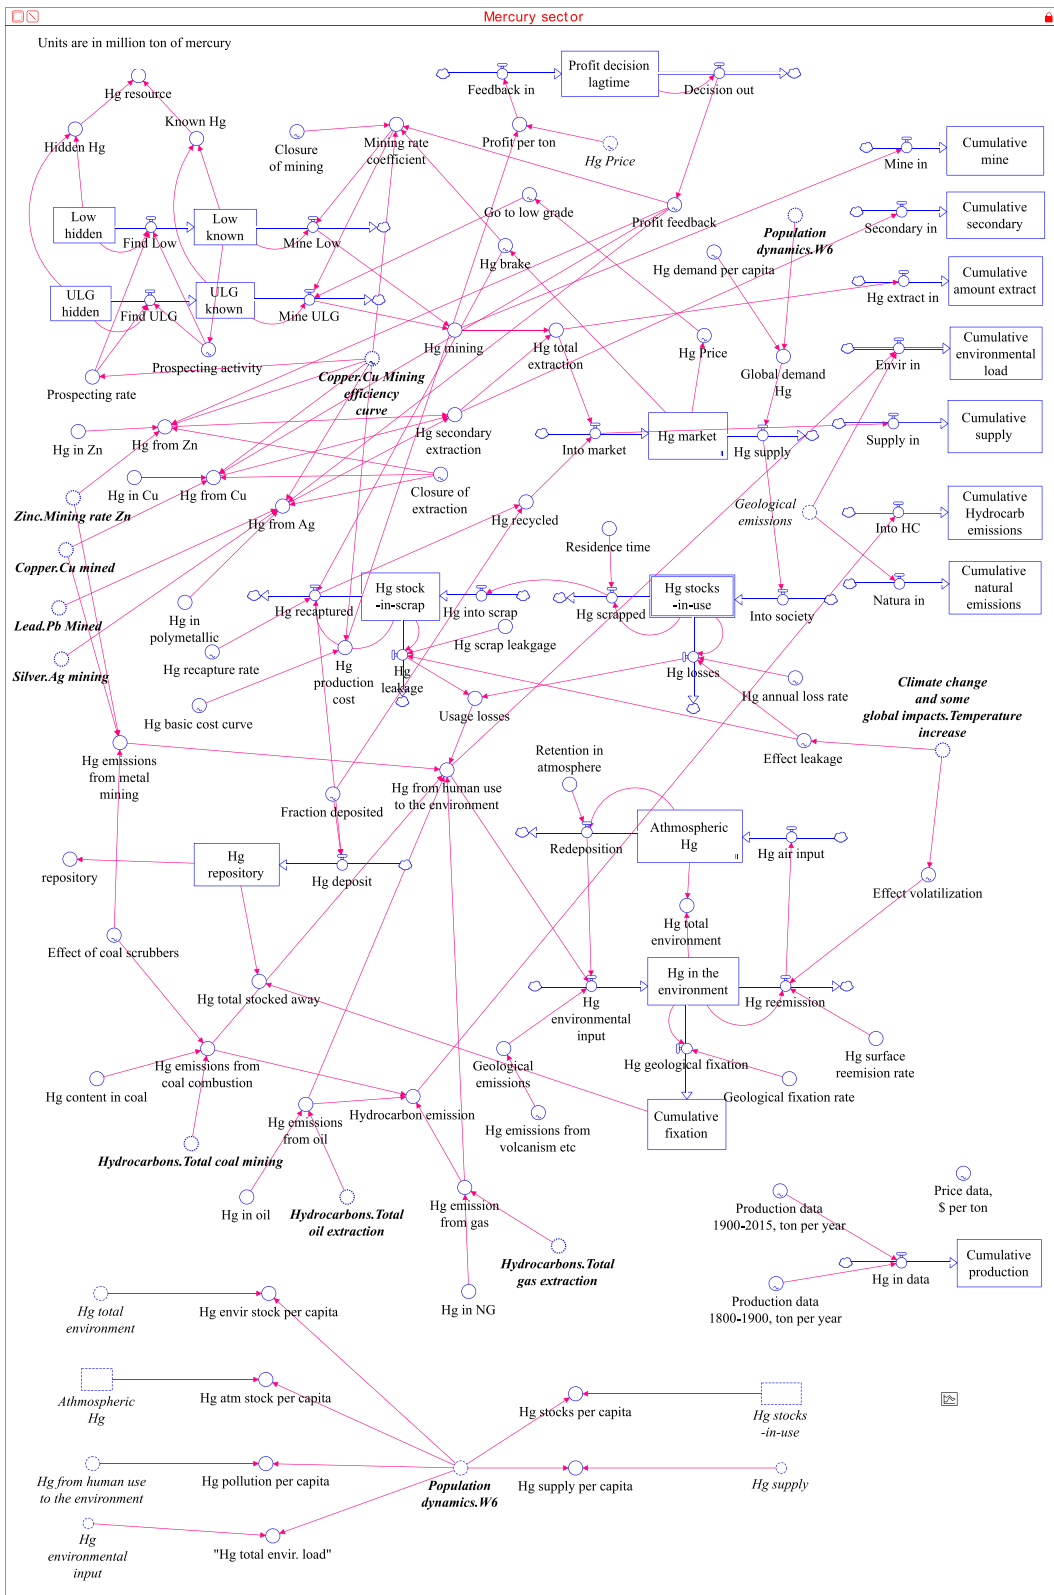 Mercury sector
Units are in million ton of mercury
Profit decision
lagtime
Feedback in
Decision out
Hg resource
Known Hg
Hidden Hg
Closure
of mining
Mining rate
coefficient
Profit per ton
Hg Price
Mine in
Cumulative
mine
Low
hidden
Find Low
Low
known
Mine Low
Go to low grade
Profit feedback
Hg brake
Population
dynamics.W6
Secondary in
Cumulative
secondary
Hg demand per capita
ULG
hidden
Find ULG
ULG
known
Mine ULG
Hg extract in
Cumulative
amount extract
Hg mining
Hg total
extraction
Hg Price
Global demand
Hg
Envir in
Cumulative
environmental
load
Prospecting activity
Prospecting rate
Copper.Cu Mining
efficiency
curve
Hg in Zn
Hg from Zn
Hg secondary
extraction
Into market
Hg market
Hg supply
Supply in
Cumulative
supply
Hg in Cu
Hg from Cu
Closure of
extraction
Hg from Ag
Hg recycled
Geological
emissions
Into HC
Cumulative
Hydrocarb
emissions
Zinc.Mining rate Zn
Copper.Cu mined
Residence time
Hg stock
-in-scrap
Hg recaptured
Hg into scrap
Hg scrapped
Hg stocks
-in-use
Into society
Natura in
Cumulative
natural
emissions
Lead.Pb Mined
Hg in
polymetallic
Silver.Ag mining
Hg recapture rate
Hg
production
cost
Hg
leakage
Hg scrap leakgage
Hg losses
Hg annual loss rate
Climate change
and some
global impacts.Temperature
increase
Hg basic cost curve
Usage losses
Hg emissions
from metal
mining
Retention in
atmosphere
Effect leakage
Hg from human use
to the environment
Fraction deposited
Redeposition
Athmospheric
Hg
Hg air input
repository
Hg
repository
Hg deposit
Effect volatilization
Hg total
environment
Effect of coal scrubbers
Hg total stocked away
Hg
environmental
input
Hg in the
environment
Hg reemission
Hg emissions from
coal combustion
Hg content in coal
Geological
emissions
Hg geological fixation
Hg surface
reemision rate
Geological fixation rate
Hg emissions
from oil
Hydrocarbon emission
Hg emissions from
volcanism etc
Cumulative
fixation
Hydrocarbons.Total coal mining
Hg in oil
Hydrocarbons.Total
oil extraction
Hg emission
from gas
Hydrocarbons.Total
gas extraction
Hg in NG
Production data
1900-2015, ton per year
Price data,
$ per ton
Hg in data
Cumulative
production
Production data
1800-1900, ton per year
Hg total
environment
Hg envir stock per capita
Athmospheric
Hg
Hg atm stock per capita
Hg stocks per capita
Hg stocks
-in-use
Hg from human use
to the environment
Hg pollution per capita
Population
dynamics.W6
Hg supply per capita
Hg supply
Hg
environmental
input
"Hg total envir. load"